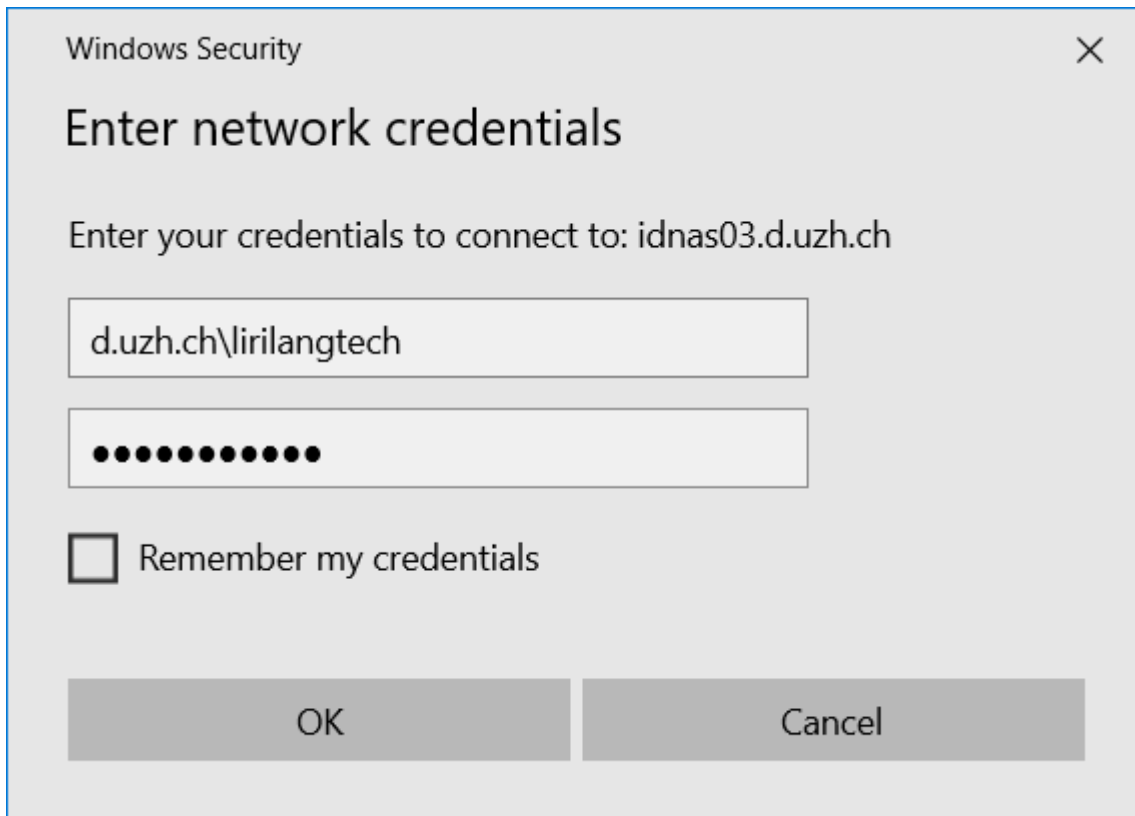 Windows Security
Enter network credentials
Enter your credentials to connect to: idnas03.d.uzh.ch
d.uzh.ch\lirilangtech
●●●●●●●●●●●
Remember my credentials
OK
Cancel